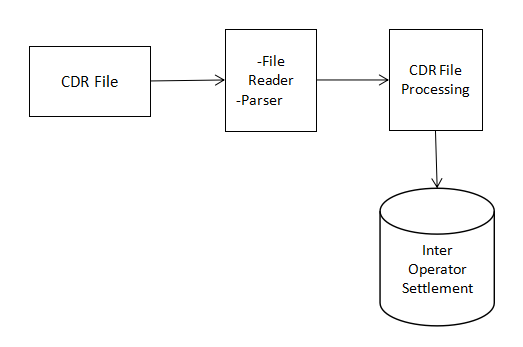 CDR File
-File
Reader
-Parser
CDR File
Processing
Inter
Operator
Settlement